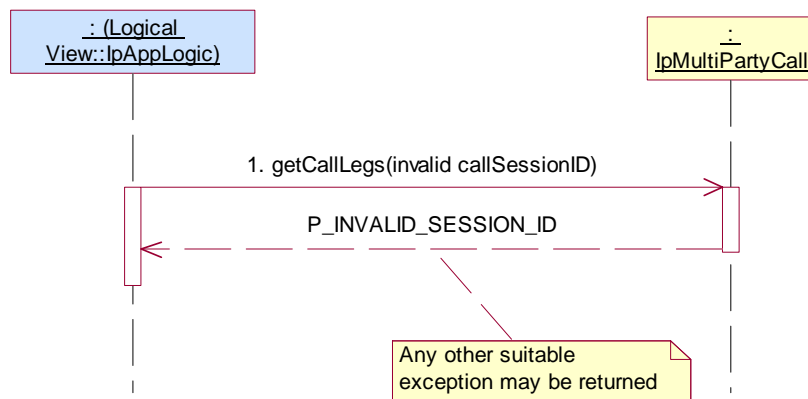 : (Logical
View::IpAppLogic)
:
IpMultiPartyCall
1. getCallLegs(invalid callSessionID)
P_INVALID_SESSION_ID
Any other suitable
exception may be returned